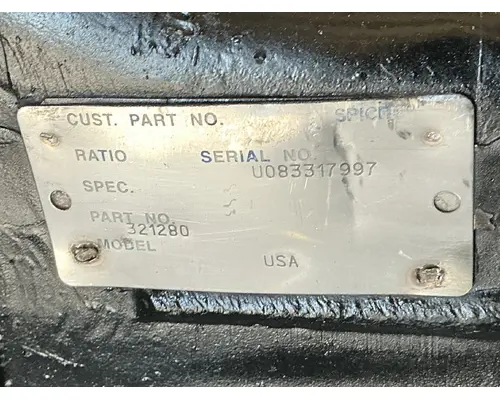 CUST. PART NO. SPICER
RATIO SERIAL NO.
U083317997
SPEC.
PART NO.
321280
MODEL
USA